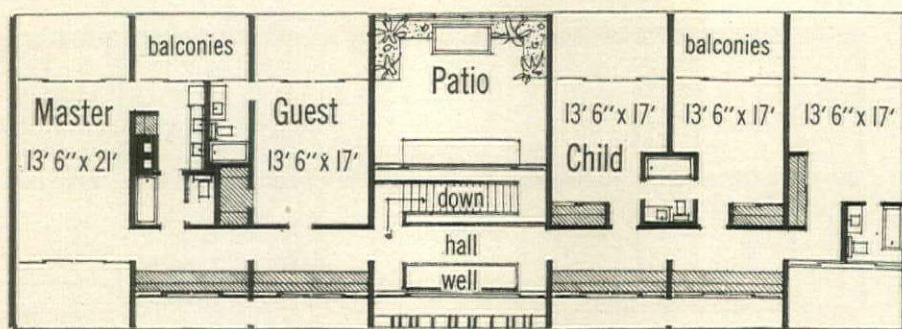 balconies
Master
13' 6" x 21'
Guest
13' 6" x 17'
Patio
down
hall
well
balconies
13' 6" x 17'
Child
13' 6" x 17'
13' 6" x 17'